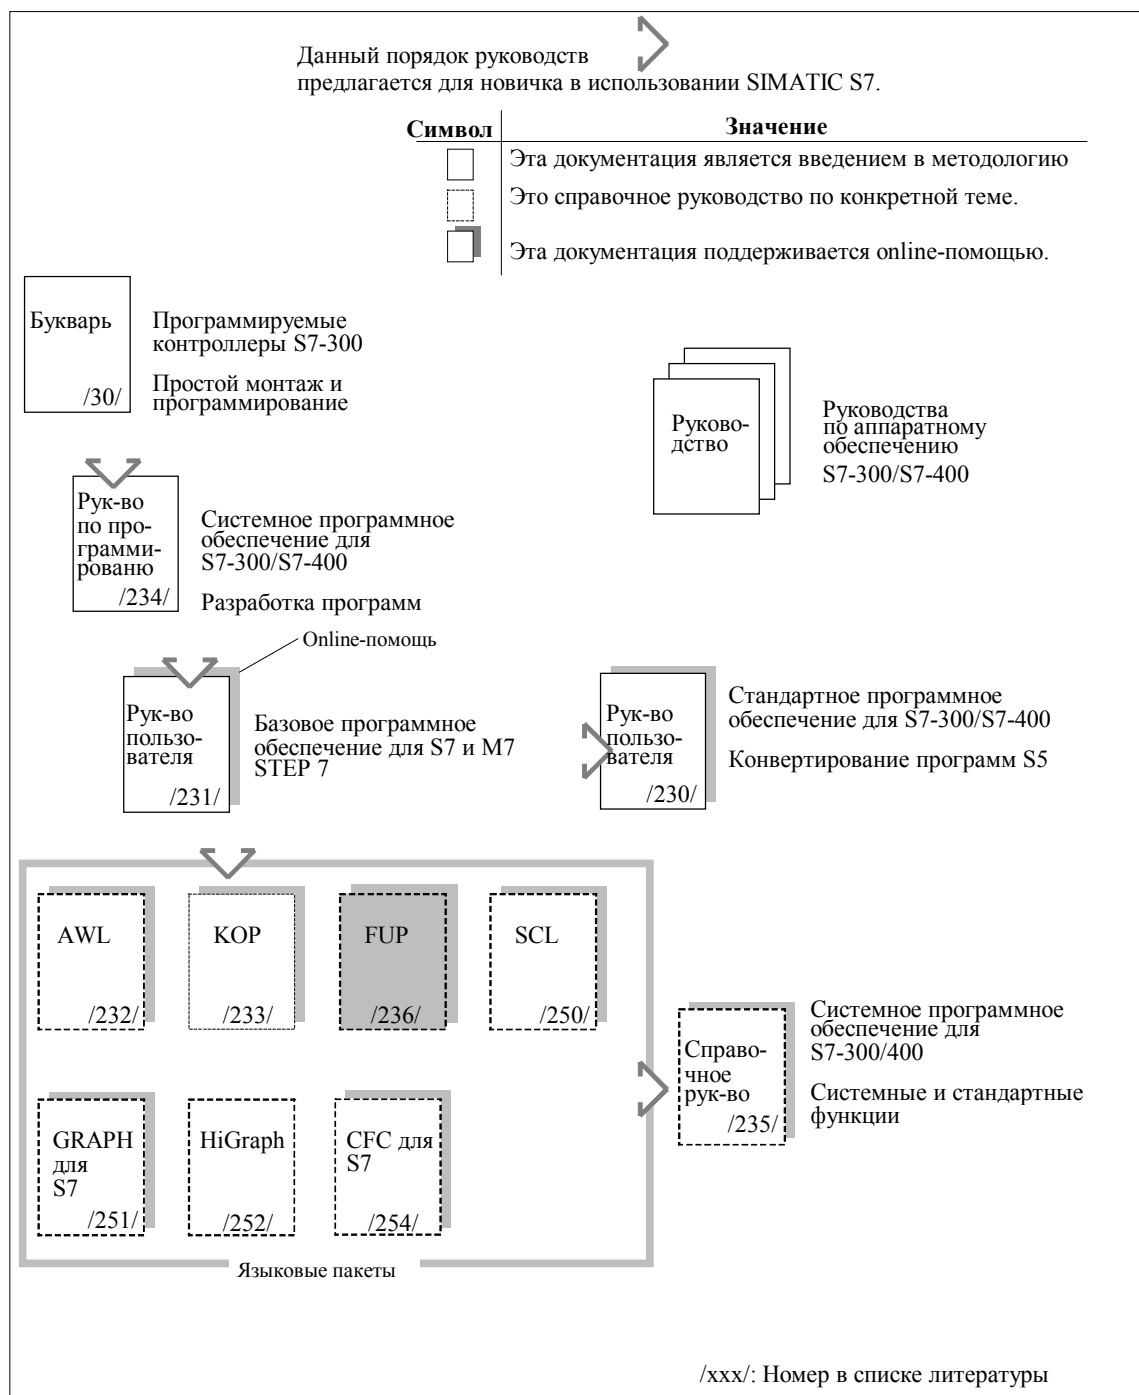 Данный порядок руководств
предлагается для новичка в использовании SIMATIC S7.
Символ Значение
Эта документация является введением в методологию
Это справочное руководство по конкретной теме.
Эта документация поддерживается online-помощью.
Букварь
/30/
Программируемые
контроллеры S7-300
Простой монтаж и
программирование
Руково-
дство
Руководства
по аппаратному
обеспечению
S7-300/S7-400
Рук-во
по про-
грамми-
рованю
/234/
Системное программное
обеспечение для
S7-300/S7-400
Разработка программ
Online-помощь
Рук-во
пользо-
вателя
/231/
Базовое программное
обеспечение для S7 и M7
STEP 7
Рук-во
пользо-
вателя
/230/
Стандартное программное
обеспечение для S7-300/S7-400
Конвертирование программ S5
AWL
/232/
KOP
/233/
FUP
/236/
SCL
/250/
GRAPH
для
S7
/251/
HiGraph
/252/
CFC для
S7
/254/
Языковые пакеты
Справо-
чное
рук-во
/235/
Системное программное
обеспечение для
S7-300/400
Системные и стандартные
функции
/xxx/: Номер в списке литературы